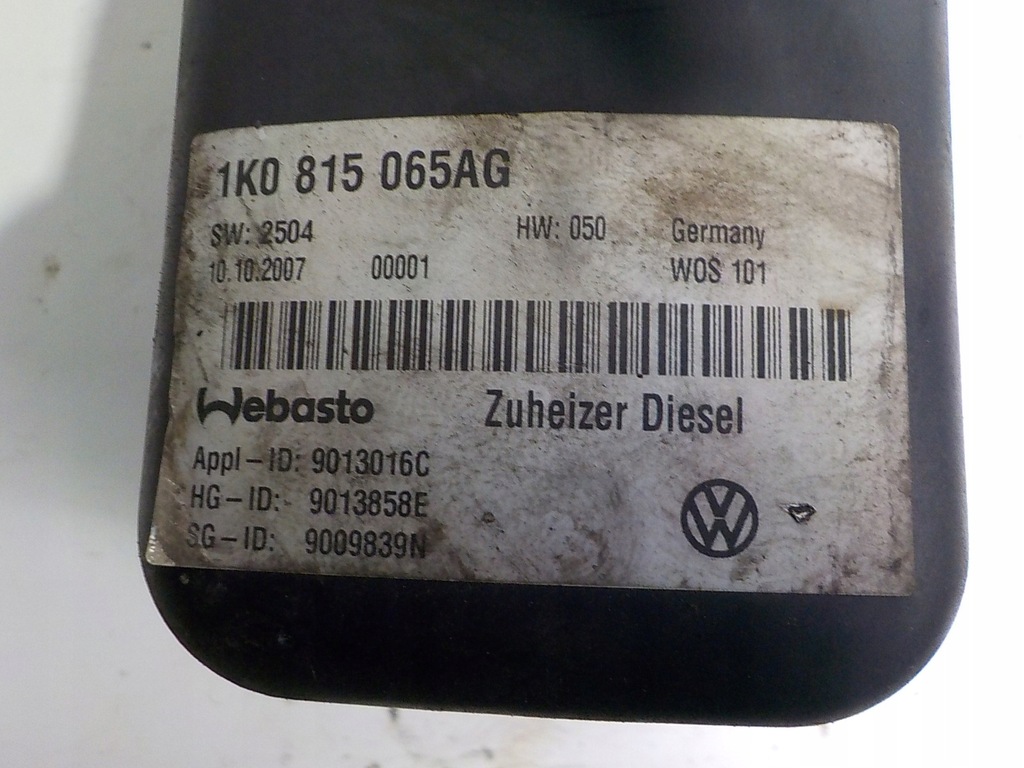 1K0 815 065AG
SW: 2504 HW: 050 Germany
10.10.2007 00001 WOS 101
Webasto Zuheizer Diesel
Appl-ID: 9013016C
HG-ID: 9013858E
SG-ID: 9009839N
VW